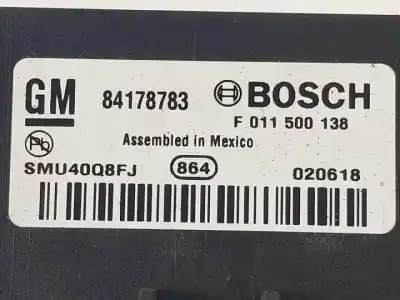 GM 84178783 BOSCH
F 011 500 138
Pb Assembled in Mexico
SMU40Q8FJ 864 020618